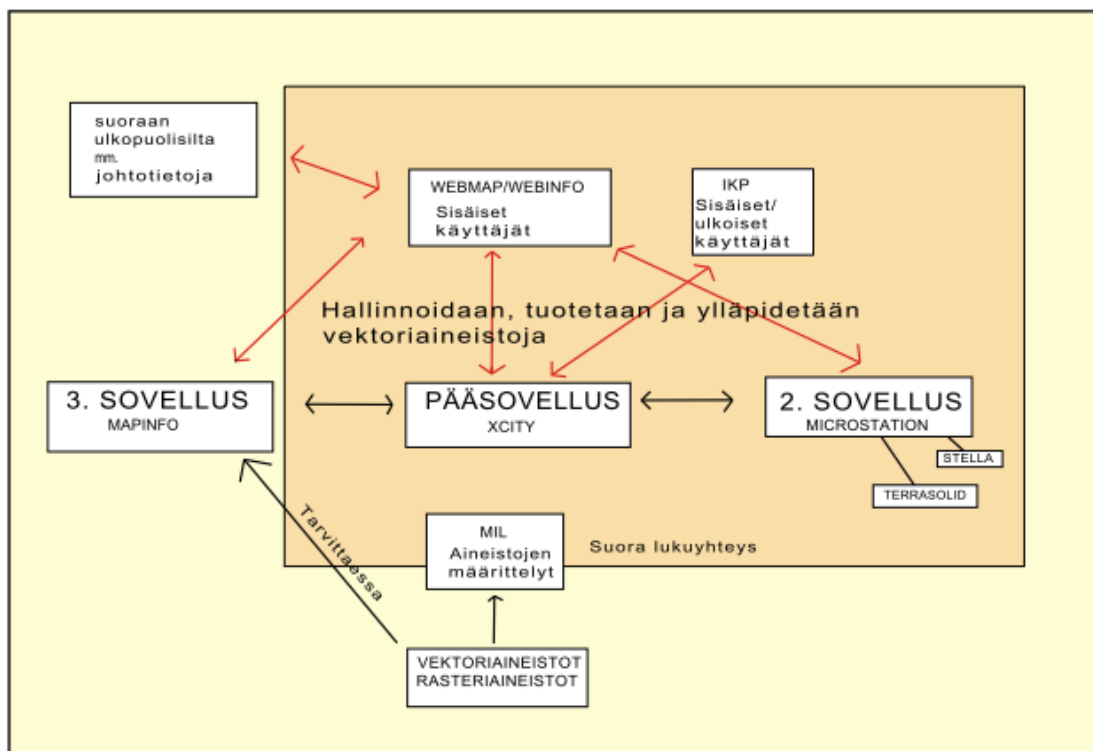 suoraan
ulkopuolisilta
mm.
johtotietoja
WEBMAP/WEBINFO
Sisäiset
käyttäjät
IKP
Sisäiset/
ulkoiset
käyttäjät
Hallinnoidaan, tuotetaan ja ylläpidetään
vektoriaineistoja
3. SOVELLUS
MAPINFO
PÄÄSOVELLUS
XCITY
2. SOVELLUS
MICROSTATION
STELLA
TERRASOLID
Tarvittaessa
MIL
Aineistojen
määrittelyt
Suora lukuyhteys
VEKTORIAINEISTOT
RASTERIAINEISTOT